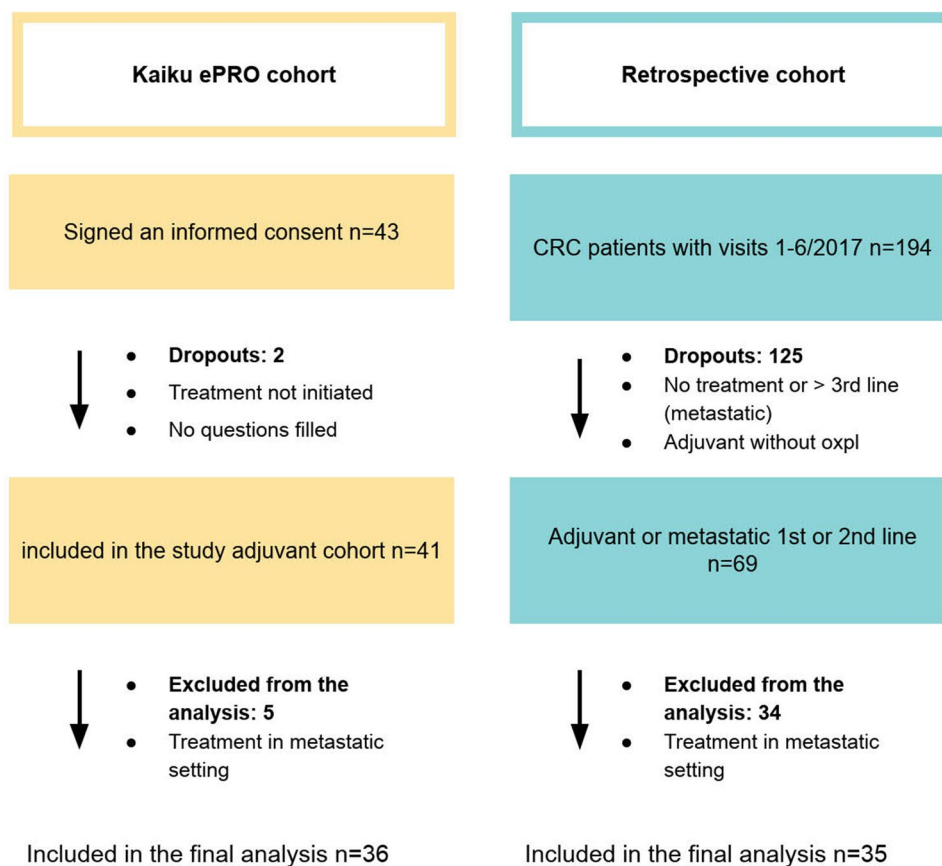 Kaiku ePRO cohort
Signed an informed consent n=43
● Dropouts: 2
● Treatment not initiated
● No questions filled
included in the study adjuvant cohort n=41
● Excluded from the
analysis: 5
● Treatment in metastatic
setting
Included in the final analysis n=36
Retrospective cohort
CRC patients with visits 1-6/2017 n=194
● Dropouts: 125
● No treatment or > 3rd line
(metastatic)
● Adjuvant without oxpl
Adjuvant or metastatic 1st or 2nd line
n=69
● Excluded from the
analysis: 34
● Treatment in metastatic
setting
Included in the final analysis n=35